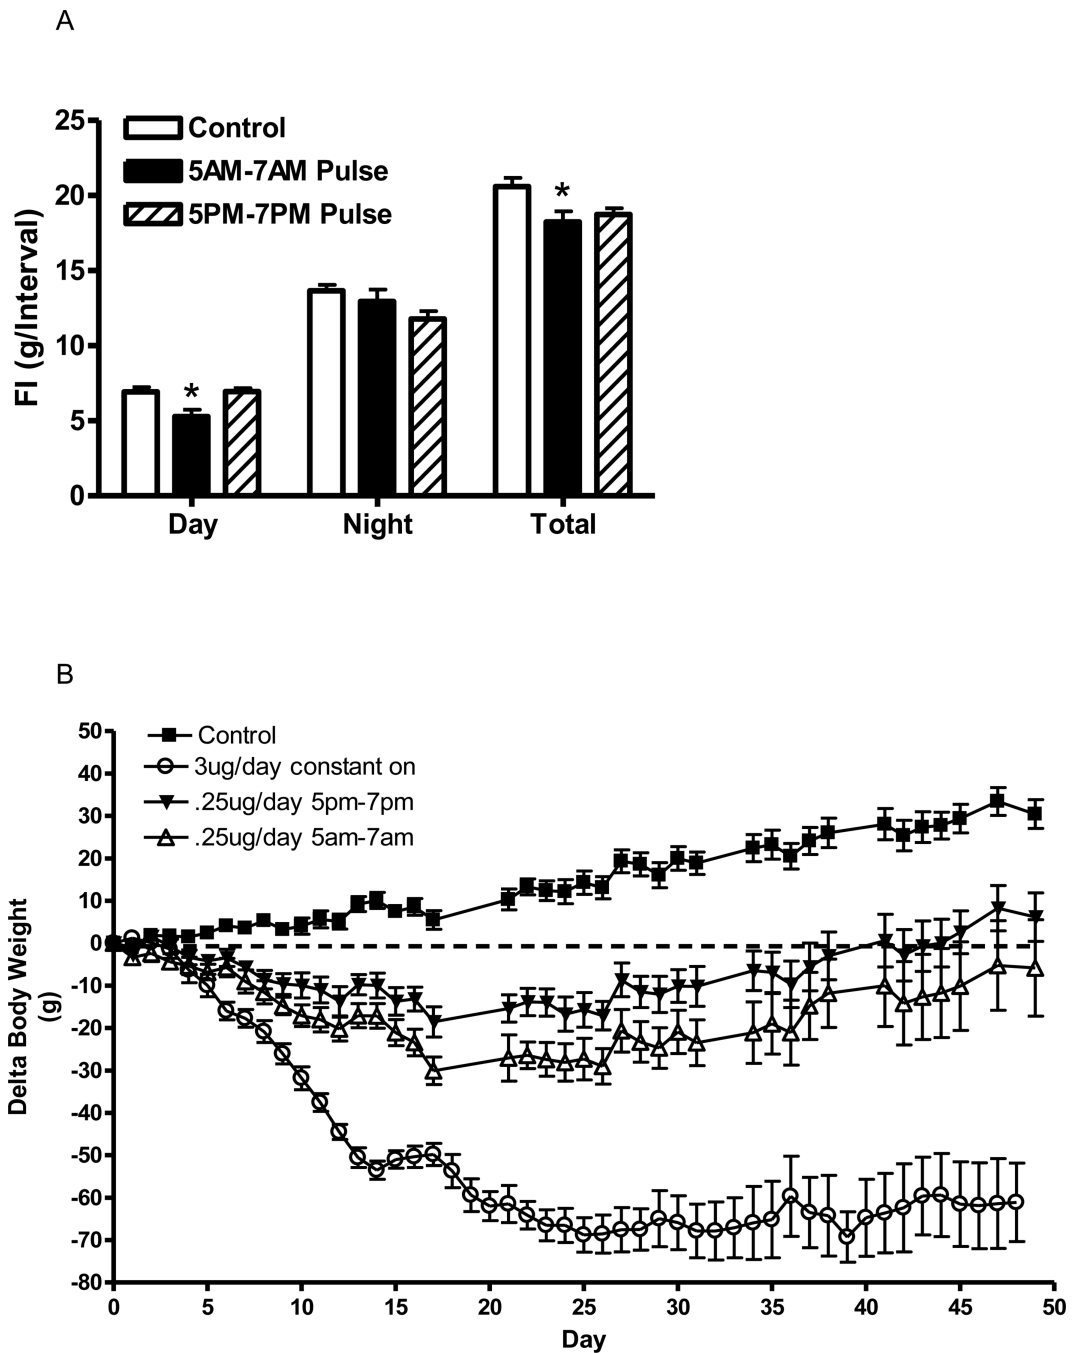 A
25
20
15
10
5
0
FI (g/Interval)
Control
5AM-7AM Pulse
5PM-7PM Pulse
*
*
Day Night Total
B
50
40
30
20
10
0
-10
-20
-30
-40
-50
-60
-70
-80
Delta Body Weight
(g)
Control
3ug/day constant on
.25ug/day 5pm-7pm
.25ug/day 5am-7am
0 5 10 15 20 25 30 35 40 45 50
Day